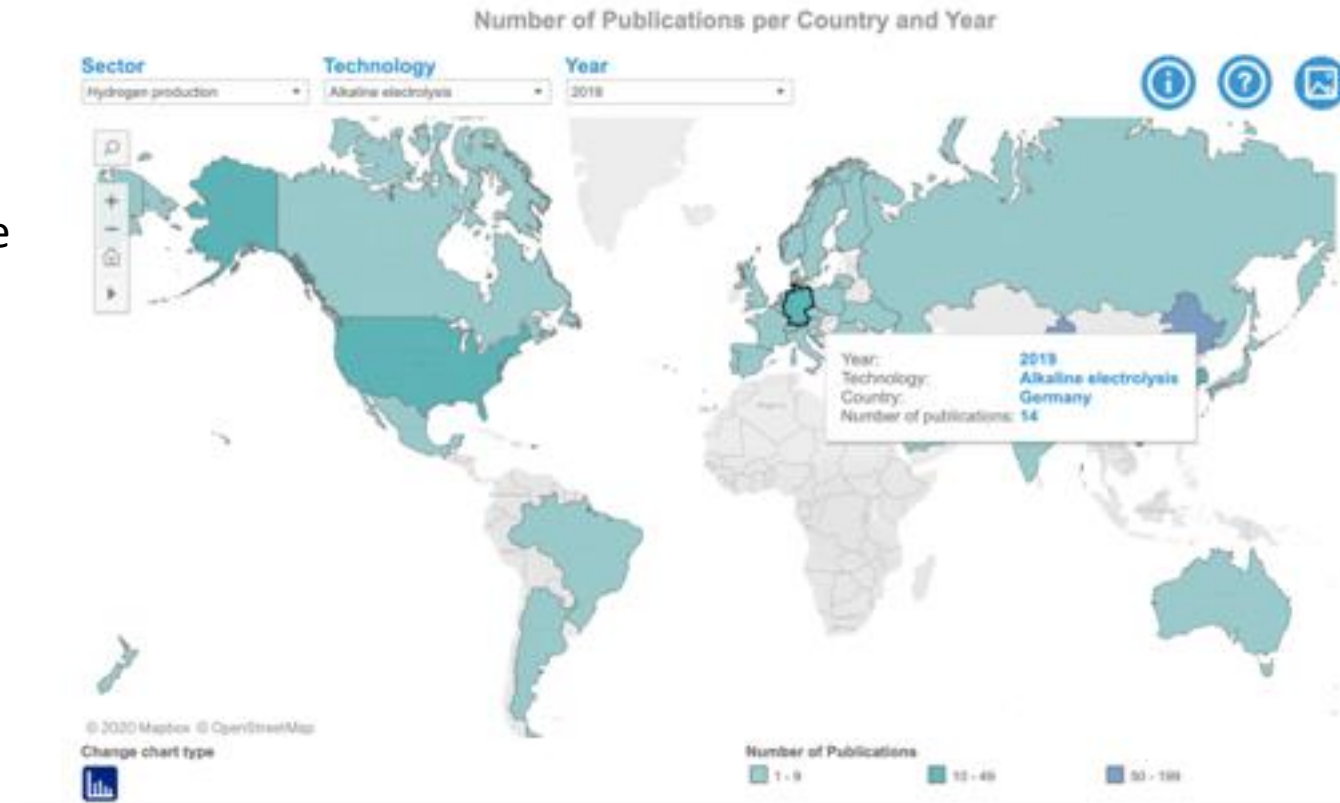 Number of Publications per Country and Year
Sector Technology Year
Hydrogen production Alkaline electrolysis 2019
e
Year: 2019
Technology: Alkaline electrolysis
Country: Germany
Number of publications: 14
© 2020 Mapbox © OpenStreetMap
Change chart type
Number of Publications
1 - 9 10 - 49 50 - 199